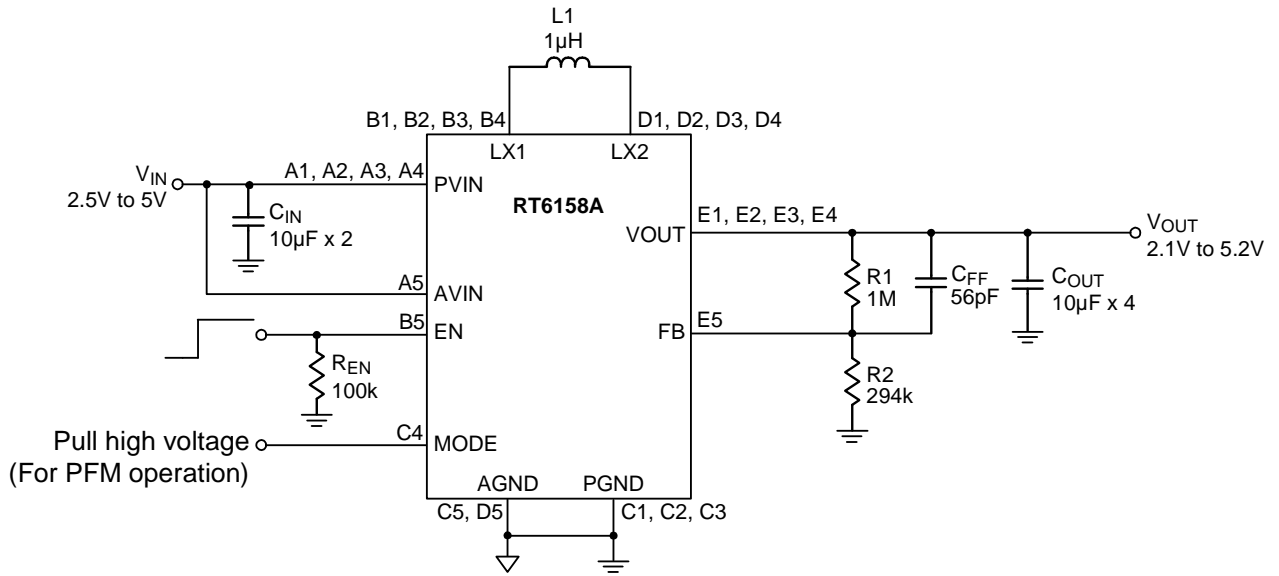 L1
1µH
B1, B2, B3, B4
D1, D2, D3, D4
LX1
LX2
VIN
2.5V to 5V
A1, A2, A3, A4
PVIN
RT6158A
CIN
10µF x 2
E1, E2, E3, E4
VOUT
VOUT
2.1V to 5.2V
R1
1M
CFF
56pF
COUT
10µF x 4
A5
AVIN
B5
EN
E5
FB
REN
100k
R2
294k
Pull high voltage
(For PFM operation)
C4
MODE
AGND
PGND
C5, D5
C1, C2, C3